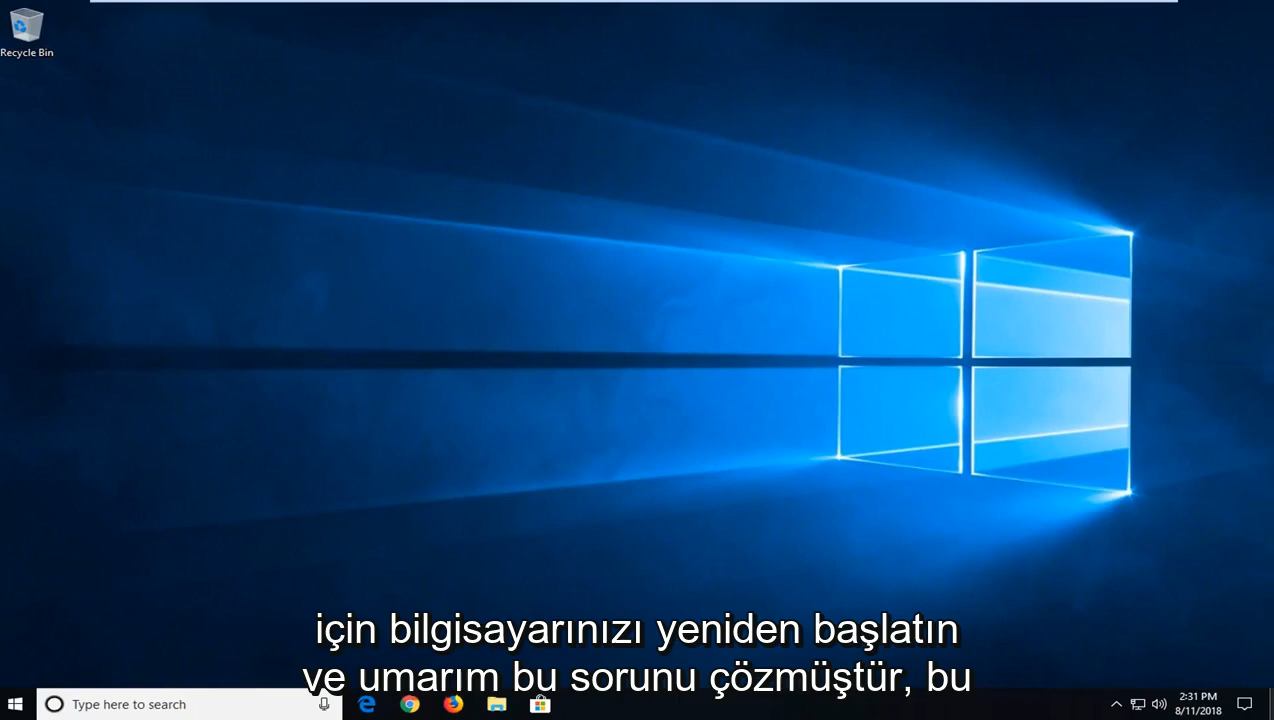 Recycle Bin
için bilgisayarınızı yeniden başlatın
ve umarım bu sorunu çözmüştür, bu
Type here to search
2:31 PM
8/11/2018